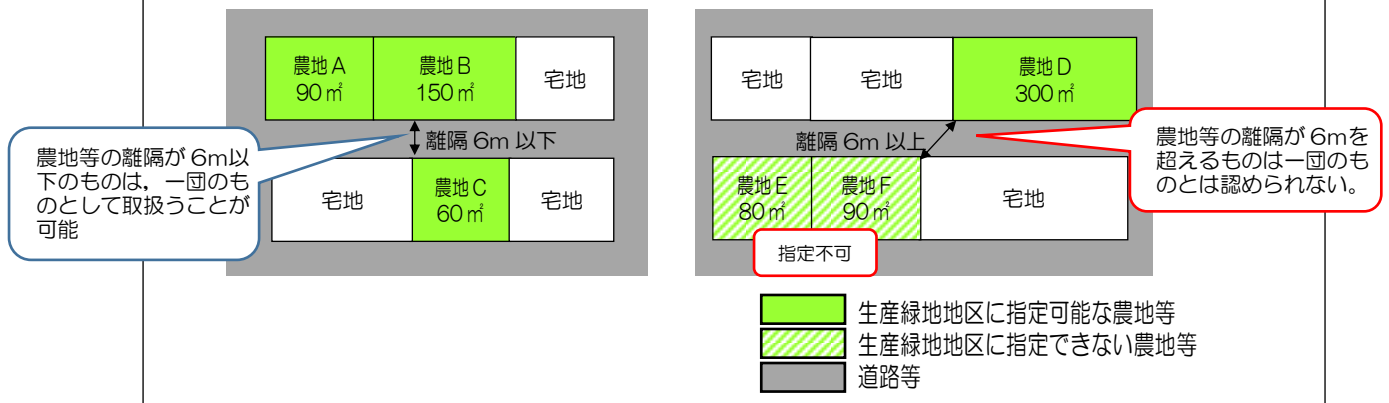 農地A
90㎡
農地B
150㎡
宅地
離隔 6m 以下
農地等の離隔が6m以
下のものは，一団のも
のとして取扱うことが
可能
宅地
農地C
60㎡
宅地
宅地
宅地
農地D
300㎡
離隔 6m 以上
農地等の離隔が6mを
超えるものは一団のも
のとは認められない。
農地E
80㎡
農地F
90㎡
宅地
指定不可
生産緑地地区に指定可能な農地等
生産緑地地区に指定できない農地等
道路等